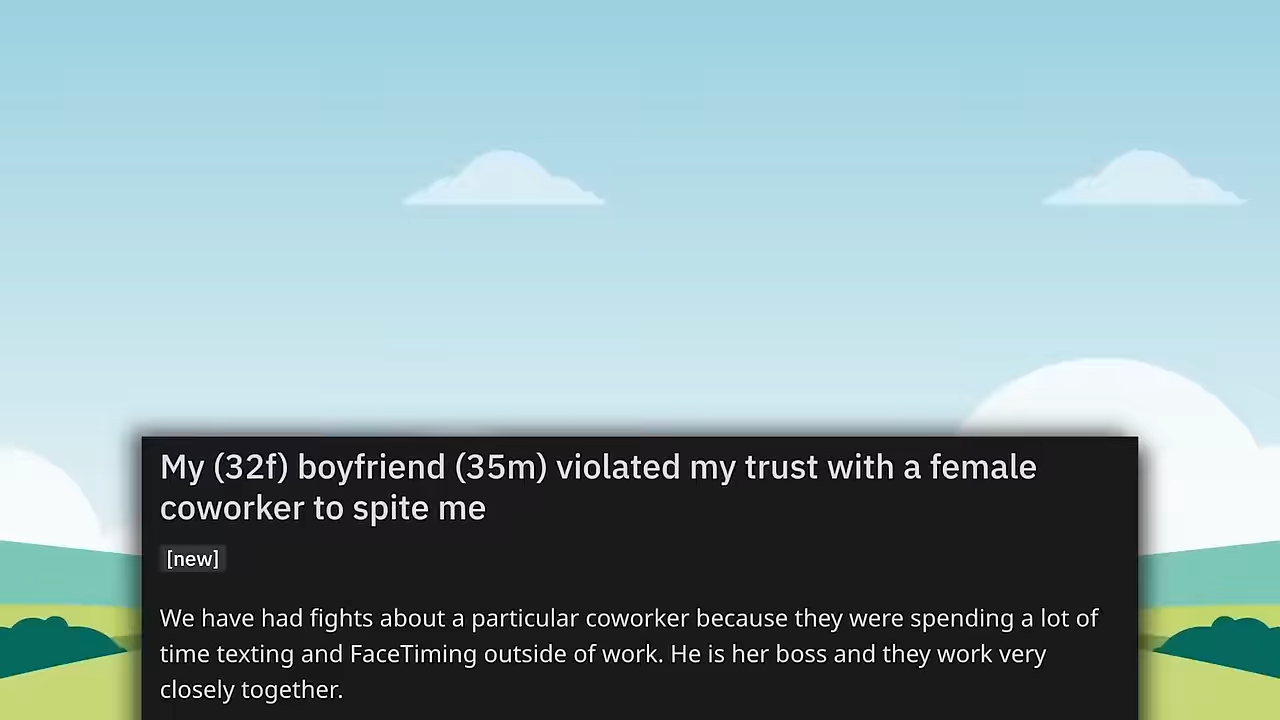 My (32f) boyfriend (35m) violated my trust with a female
coworker to spite me
[new]
We have had fights about a particular coworker because they were spending a lot of
time texting and FaceTiming outside of work. He is her boss and they work very
closely together.